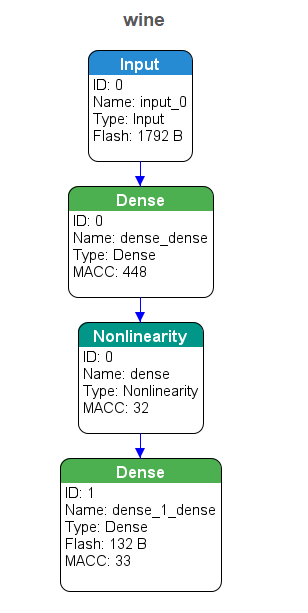 wine
Input
ID: 0
Name: input_0
Type: Input
Flash: 1792 B
Dense
ID: 0
Name: dense_dense
Type: Dense
MACC: 448
Nonlinearity
ID: 0
Name: dense
Type: Nonlinearity
MACC: 32
Dense
ID: 1
Name: dense_1_dense
Type: Dense
Flash: 132 B
MACC: 33